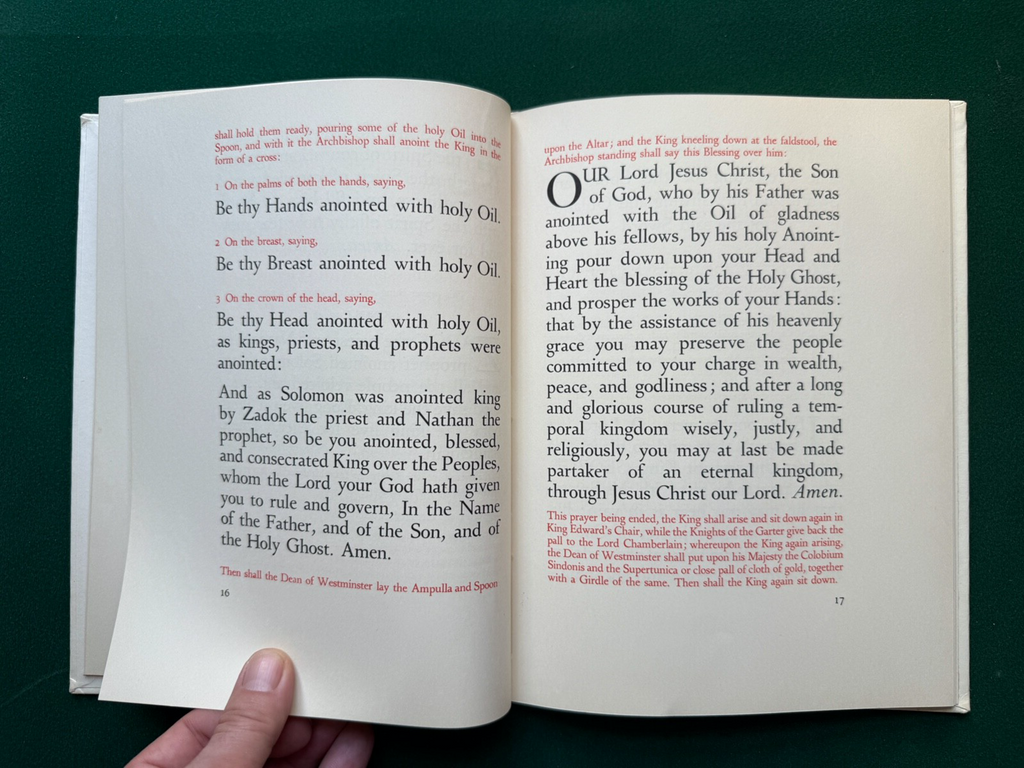 shall hold them ready, pouring some of the holy Oil into the
Spoon, and with it the Archbishop shall anoint the King in the
form of a cross:
1 On the palms of both the hands, saying,
Be thy Hands anointed with holy Oil.
2 On the breast, saying,
Be thy Breast anointed with holy Oil.
3 On the crown of the head, saying,
Be thy Head anointed with holy Oil,
as kings, priests, and prophets were
anointed:
And as Solomon was anointed king
by Zadok the priest and Nathan the
prophet, so be you anointed, blessed,
and consecrated King over the Peoples,
whom the Lord your God hath given
you to rule and govern, In the Name
of the Father, and of the Son, and of
the Holy Ghost. Amen.
Then shall the Dean of Westminster lay the Ampulla and Spoon
16
upon the Altar; and the King kneeling down at the faldstool, the
Archbishop standing shall say this Blessing over him:
OUR Lord Jesus Christ, the Son
of God, who by his Father was
anointed with the Oil of gladness
above his fellows, by his holy Anoint-
ing pour down upon your Head and
Heart the blessing of the Holy Ghost,
and prosper the works of your Hands:
that by the assistance of his heavenly
grace you may preserve the people
committed to your charge in wealth,
peace, and godliness; and after a long
and glorious course of ruling a tem-
poral kingdom wisely, justly, and
religiously, you may at last be made
partaker of an eternal kingdom,
through Jesus Christ our Lord. Amen.
This prayer being ended, the King shall arise and sit down again in
King Edward's Chair, while the Knights of the Garter give back the
pall to the Lord Chamberlain; whereupon the King again arising,
the Dean of Westminster shall put upon his Majesty the Colobium
Sindonis and the Supertunica or close pall of cloth of gold, together
with a Girdle of the same. Then shall the King again sit down.
17